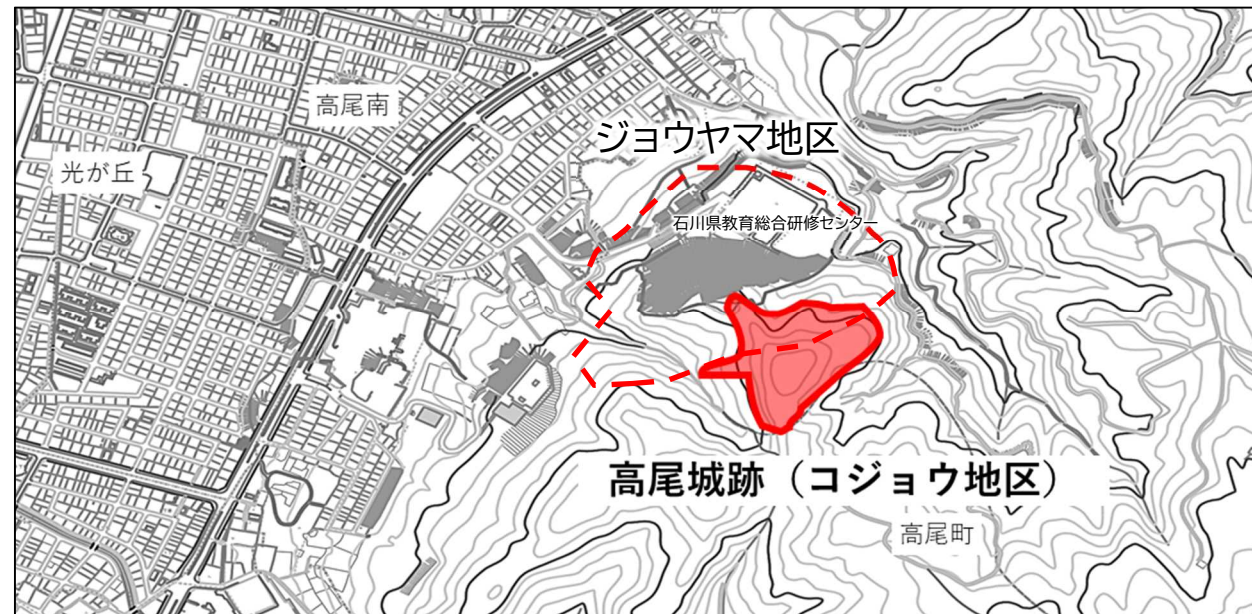 高尾南
ジョウヤマ地区
光が丘
石川県教育総合研修センター
高尾城跡（コジョウ地区）
高尾町